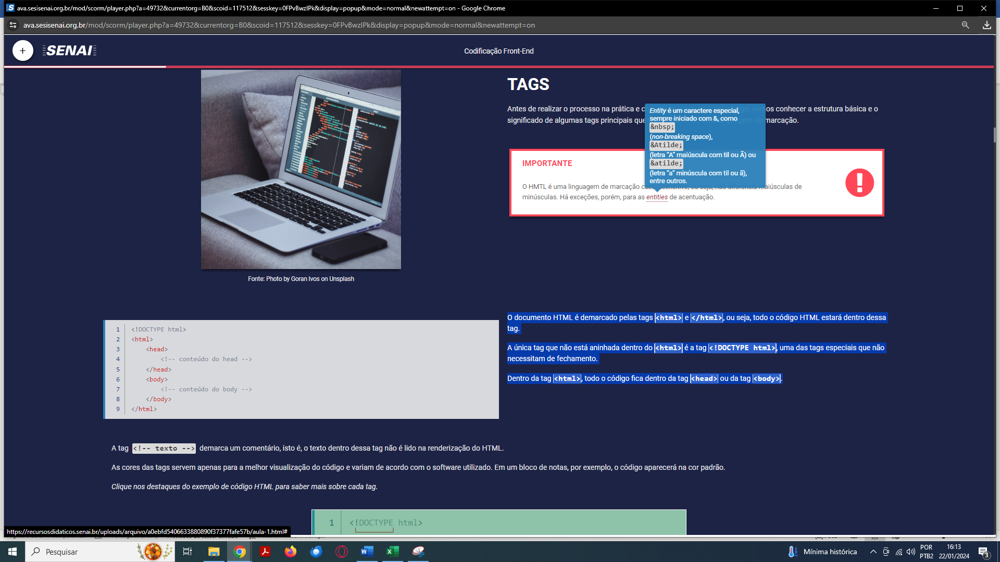 ava.sesisenai.org.br/mod/scorm/player.php?a=49732&currentorg=B0&scoid=117512&sesskey=0FPvBwzlPk&display=popup&mode=normal&newattempt=on - Google Chrome
ava.sesisenai.org.br/mod/scorm/player.php?a=49732&currentorg=B0&scoid=117512&sesskey=0FPvBwzlPk&display=popup&mode=normal&newattempt=on
SENAI
Codificação Front-End
TAGS
Antes de realizar o processo na prática e vamos conhecer a estrutura básica e o
significado de algumas tags principais que de marcação.
Entity é um caractere especial,
sempre iniciado com &, como
&nbsp;
(non-breaking space),
&Atilde;
(letra “A” maiúscula com til ou Ã) ou
&atilde;
(letra “a” minúscula com til ou ã),
entre outros.
IMPORTANTE
O HMTL é uma linguagem de marcação case insensitive, ou seja, não diferencia maiúsculas de
minúsculas. Há exceções, porém, para as entities de acentuação.
Fonte: Photo by Goran Ivos on Unsplash
1 <!DOCTYPE html>
2 <html>
3 <head>
4 <!-- conteúdo do head -->
5 </head>
6 <body>
7 <!-- conteúdo do body -->
8 </body>
9 </html>
O documento HTML é demarcado pelas tags <html> e </html>, ou seja, todo o código HTML estará dentro dessa
tag.
A única tag que não está aninhada dentro do <html> é a tag <!DOCTYPE html>, uma das tags especiais que não
necessitam de fechamento.
Dentro da tag <html>, todo o código fica dentro da tag <head> ou da tag <body>.
A tag <!-- texto --> demarca um comentário, isto é, o texto dentro dessa tag não é lido na renderização do HTML.
As cores das tags servem apenas para a melhor visualização do código e variam de acordo com o software utilizado. Em um bloco de notas, por exemplo, o código aparecerá na cor padrão.
Clique nos destaques do exemplo de código HTML para saber mais sobre cada tag.
1 <!DOCTYPE html>
https://recursosdidaticos.senai.br/uploads/arquivo/a0ebfd5406633880890f37377fafe57b/aula-1.html#
Pesquisar
Mínima histórica
POR
PTB2
16:13
22/01/2024
3